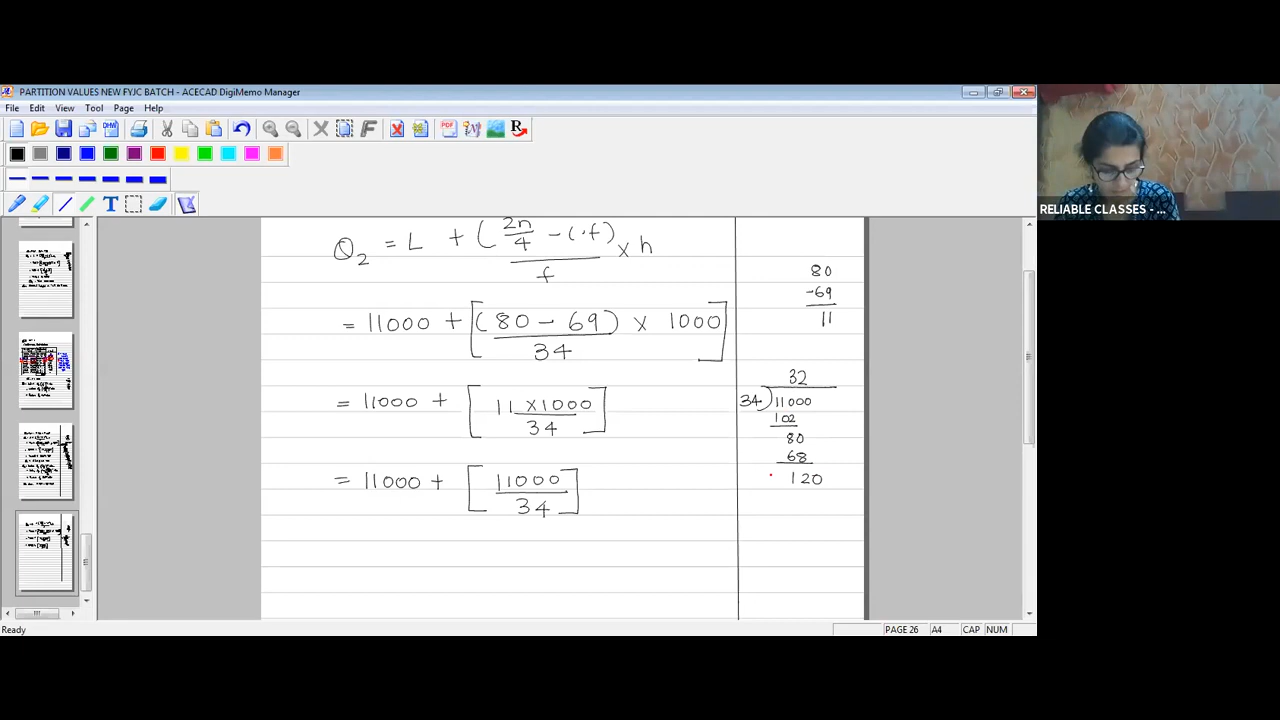 PARTITION VALUES NEW FYJC BATCH - ACECAD DigiMemo Manager
File Edit View Tool Page Help
RELIABLE CLASSES - ...
Q2 = L + (2n/4 - c.f) / f x h
= 11000 + [(80 - 69) / 34 x 1000]
= 11000 + [11 x 1000 / 34]
= 11000 + [11000 / 34]
80
-69
11
32
34)11000
102
80
68
120
Ready
PAGE 26 A4 CAP NUM